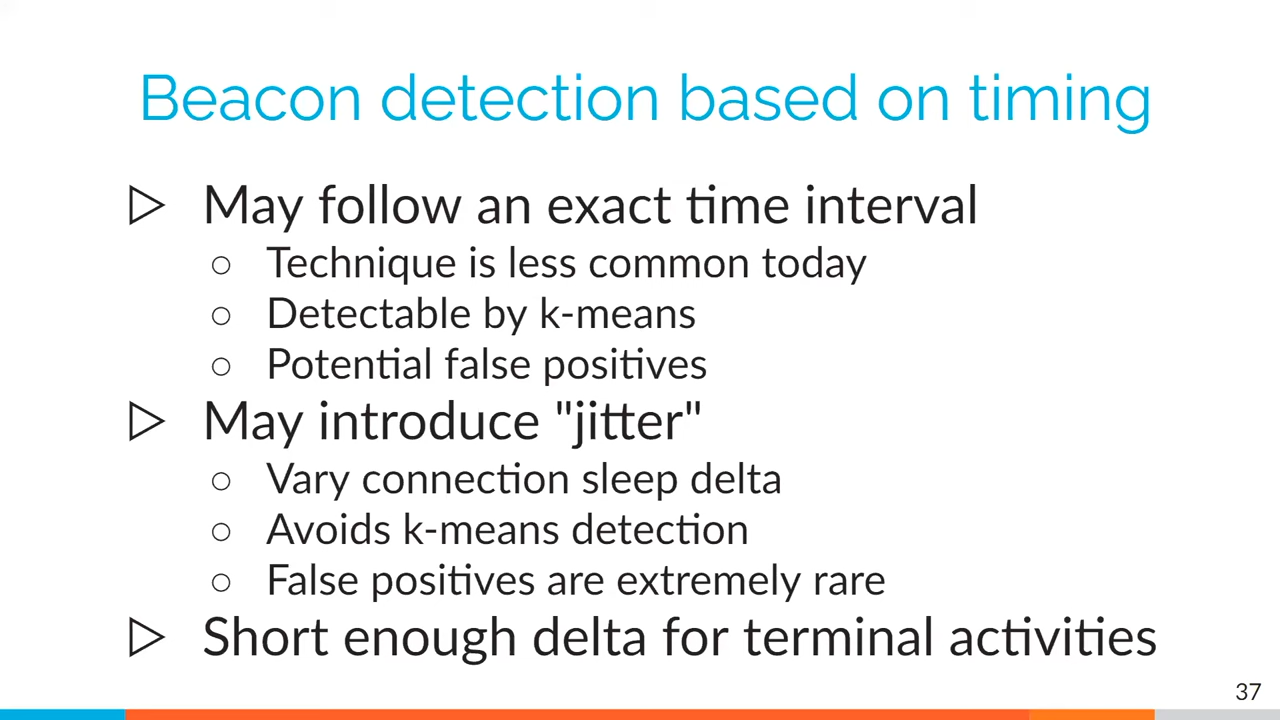 Beacon detection based on timing
▷ May follow an exact time interval
○ Technique is less common today
○ Detectable by k-means
○ Potential false positives
▷ May introduce "jitter"
○ Vary connection sleep delta
○ Avoids k-means detection
○ False positives are extremely rare
▷ Short enough delta for terminal activities
37